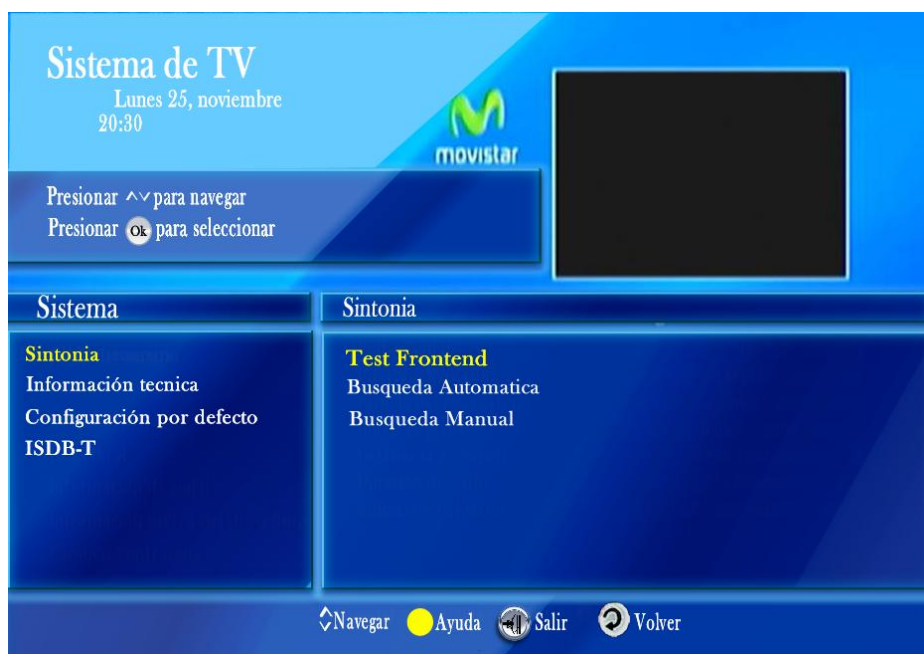 Sistema de TV
Lunes 25, noviembre
20:30
movistar
Presionar ^v para navegar
Presionar Ok para seleccionar
Sistema
Sintonia
Sintonia
Información tecnica
Configuración por defecto
ISDB-T
Test Frontend
Busqueda Automatica
Busqueda Manual
Navegar Ayuda Salir Volver